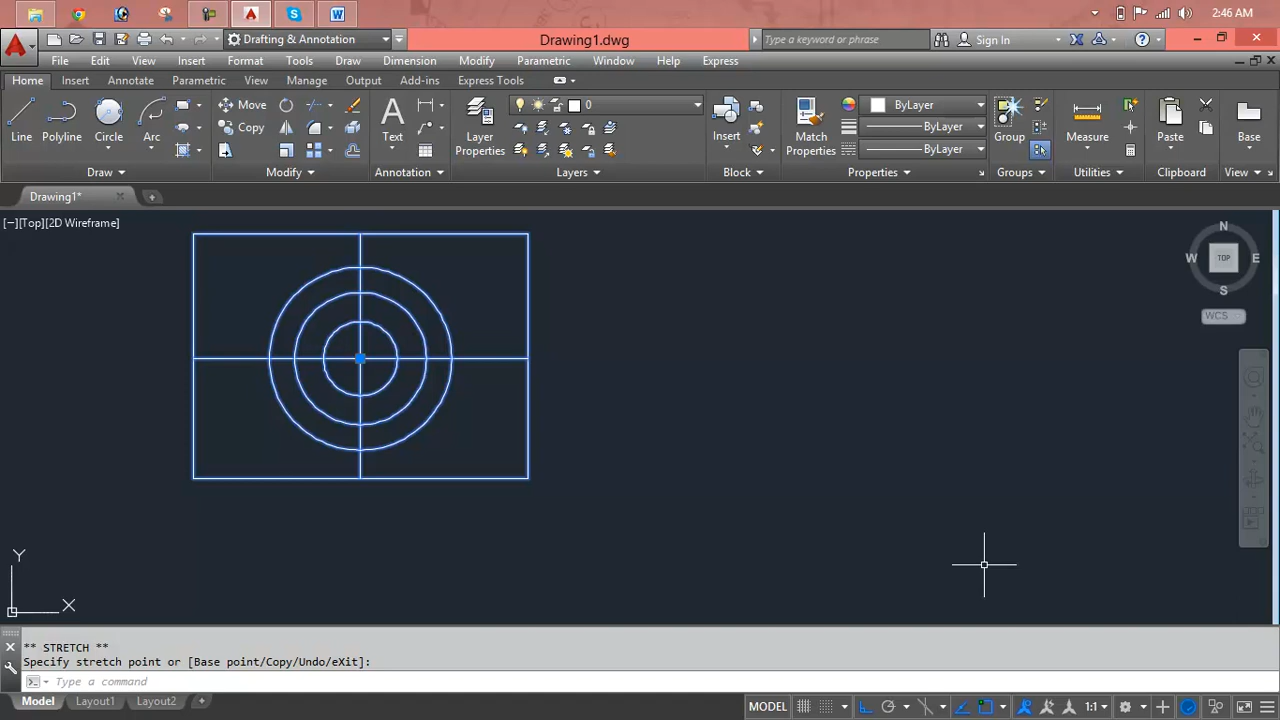 2:46 AM
Drafting & Annotation
Drawing1.dwg
Type a keyword or phrase
Sign In
File Edit View Insert Format Tools Draw Dimension Modify Parametric Window Help Express
Home Insert Annotate Parametric View Manage Output Add-ins Express Tools
Line Polyline Circle Arc
Move
Copy
Text
Layer Properties
0
Insert
Match Properties
ByLayer
ByLayer
ByLayer
Group
Measure
Paste
Base
Draw Modify Annotation Layers Block Properties Groups Utilities Clipboard View
Drawing1*
[−][Top][2D Wireframe]
N
W TOP E
S
WCS
Y
X
** STRETCH **
Specify stretch point or [Base point/Copy/Undo/eXit]:
Type a command
Model Layout1 Layout2 +
MODEL
1:1